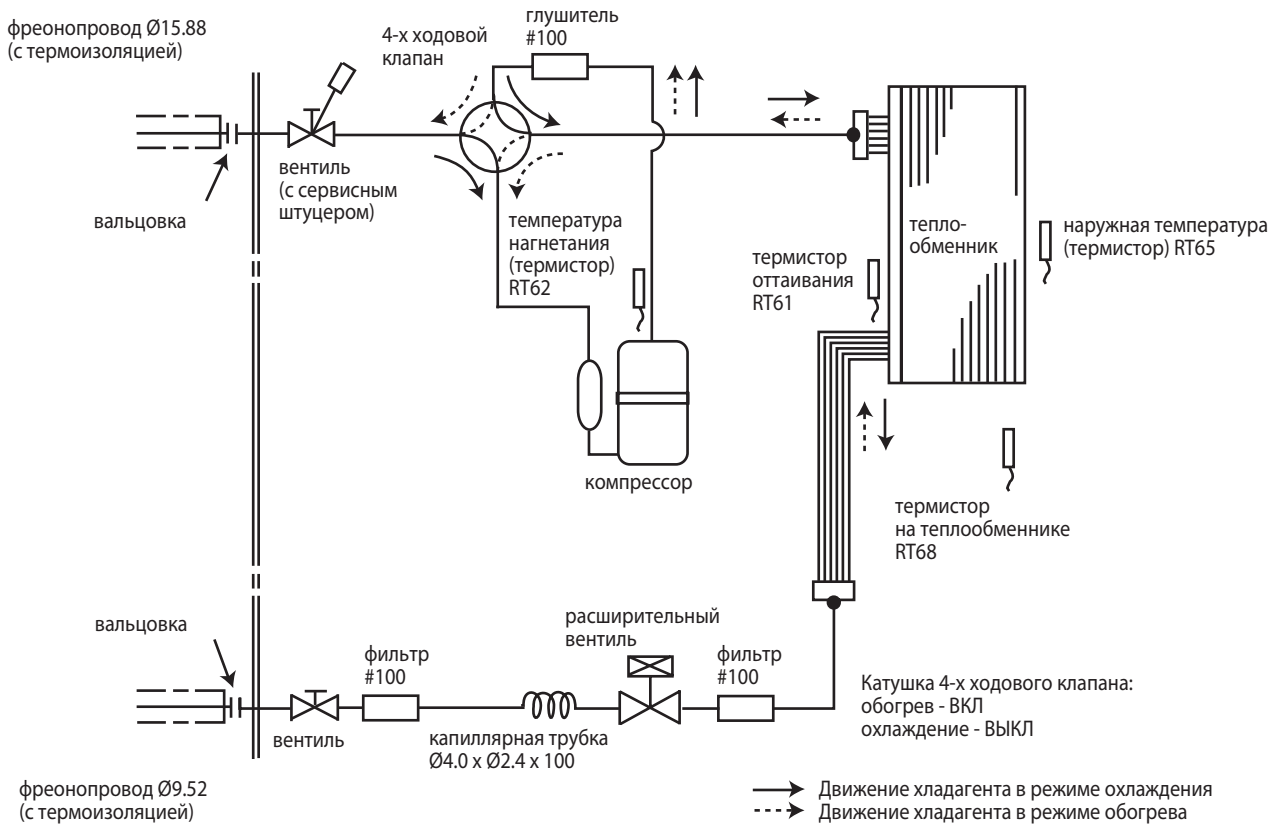 фреонопровод Ø15.88
(с термоизоляцией)
4-х ходовой
клапан
глушитель
#100
вальцовка
вентиль
(с сервисным
штуцером)
температура
нагнетания
(термистор)
RT62
тепло-
обменник
наружная температура
(термистор) RT65
термистор
оттаивания
RT61
компрессор
термистор
на теплообменнике
RT68
вальцовка
фильтр
#100
расширительный
вентиль
фильтр
#100
Катушка 4-х ходового клапана:
обогрев - ВКЛ
охлаждение - ВЫКЛ
вентиль
капиллярная трубка
Ø4.0 x Ø2.4 x 100
фреонопровод Ø9.52
(с термоизоляцией)
Движение хладагента в режиме охлаждения
Движение хладагента в режиме обогрева